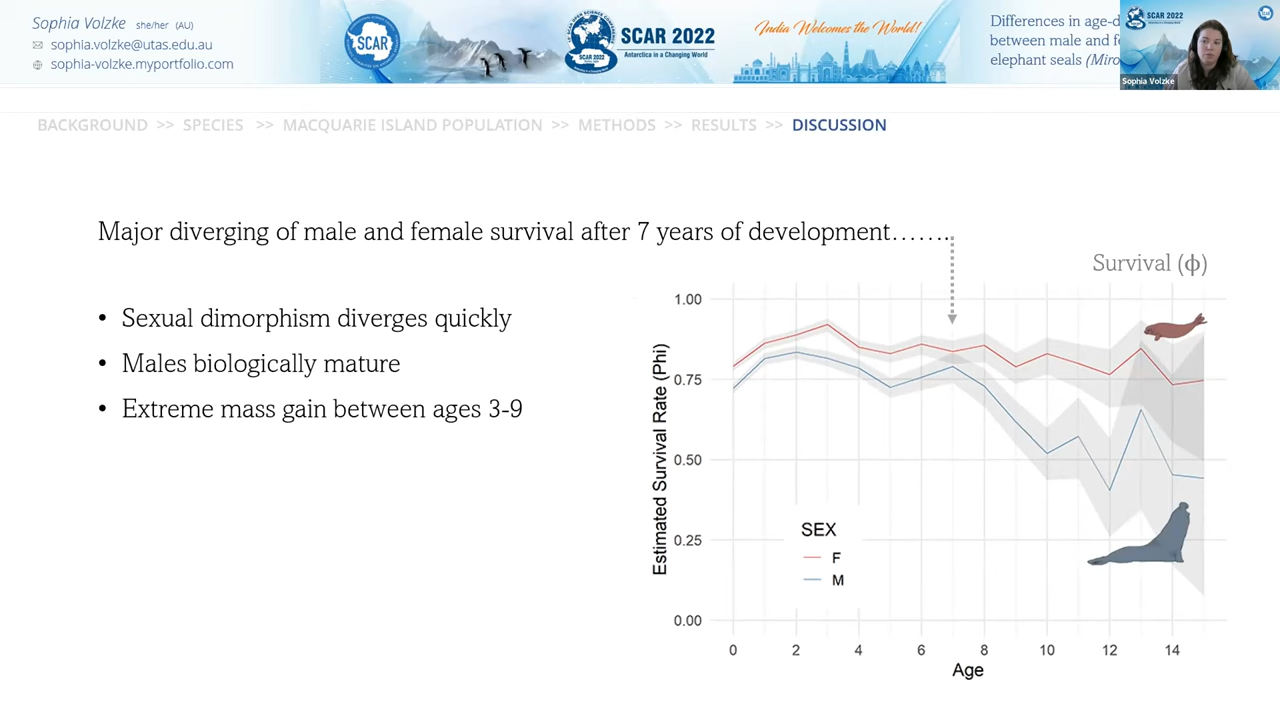 Sophia Volzke she/her (AU)
sophia.volzke@utas.edu.au
sophia-volzke.myportfolio.com
SCAR
SCAR 2022
SCAR 2022
Antarctica in a Changing World
India Welcomes the World!
Differences in age-d
between male and fe
elephant seals (Miro
SCAR 2022
Sophia Volzke
BACKGROUND >> SPECIES >> MACQUARIE ISLAND POPULATION >> METHODS >> RESULTS >> DISCUSSION
Major diverging of male and female survival after 7 years of development…….
• Sexual dimorphism diverges quickly
• Males biologically mature
• Extreme mass gain between ages 3-9
Survival (ϕ)
Estimated Survival Rate (Phi)
1.00
0.75
0.50
0.25
0.00
SEX
F
M
0 2 4 6 8 10 12 14
Age